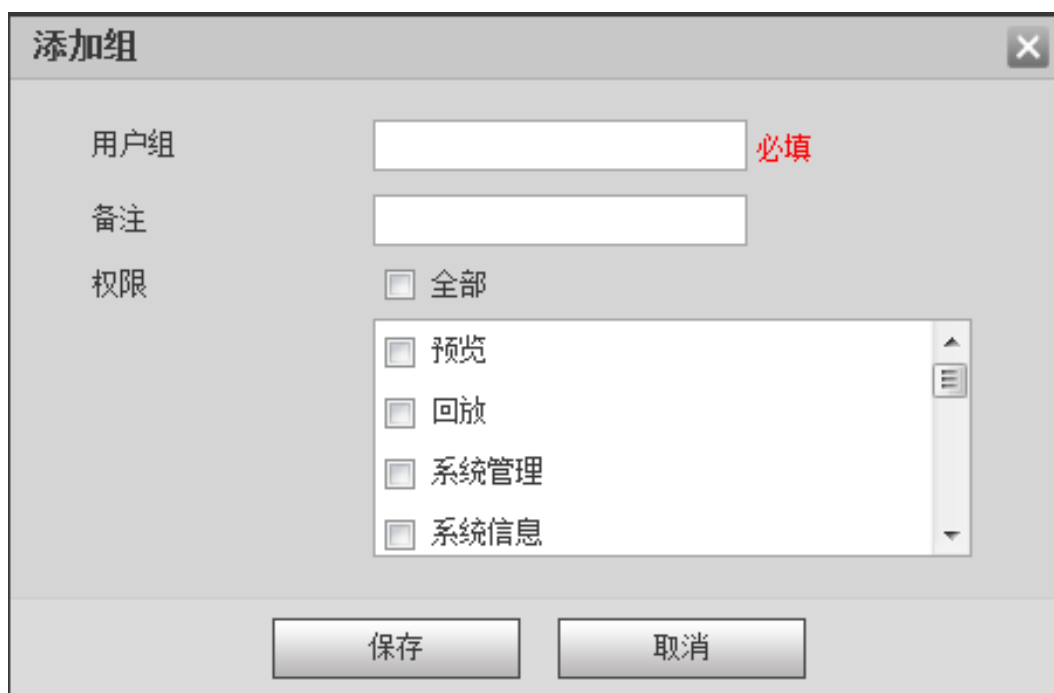 添加组
用户组 必填
备注
权限 全部
预览
回放
系统管理
系统信息
保存 取消